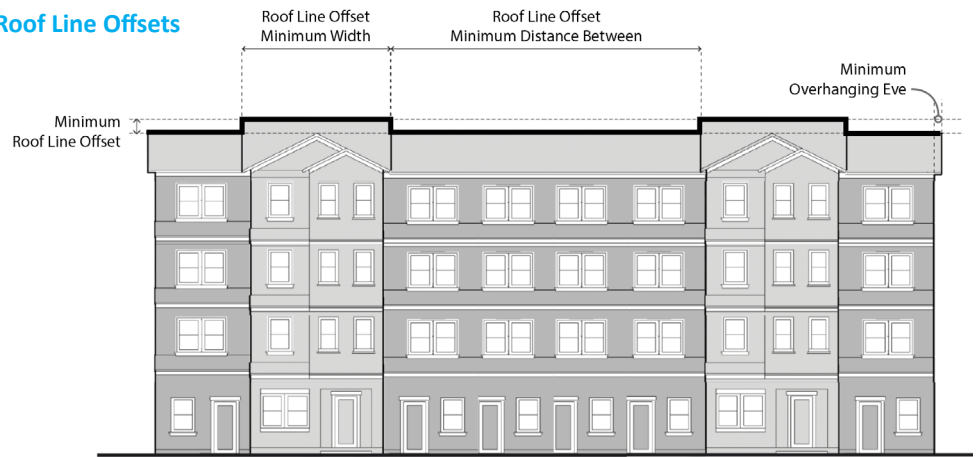 Roof Line Offsets
Roof Line Offset
Minimum Width
Roof Line Offset
Minimum Distance Between
Minimum
Overhanging Eve
Minimum
Roof Line Offset